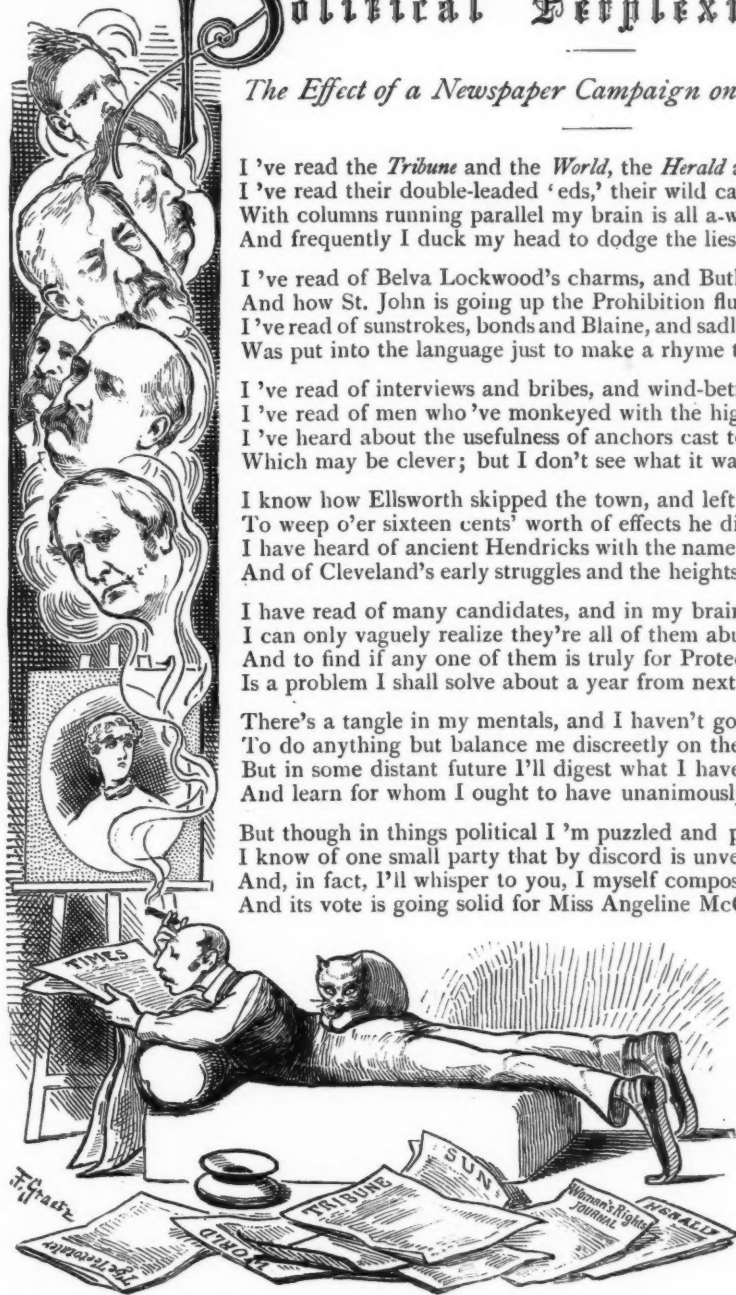 Political Perplexi
The Effect of a Newspaper Campaign on
I 've read the Tribune and the World, the Herald a
I 've read their double-leaded ‘eds,’ their wild ca
With columns running parallel my brain is all a-w
And frequently I duck my head to dodge the lies
I 've read of Belva Lockwood's charms, and Butl
And how St. John is going up the Prohibition flu
I 've read of sunstrokes, bonds and Blaine, and sadl
Was put into the language just to make a rhyme t
I 've read of interviews and bribes, and wind-bet
I 've read of men who 've monkeyed with the hig
I 've heard about the usefulness of anchors cast t
Which may be clever; but I don't see what it wa
I know how Ellsworth skipped the town, and left
To weep o'er sixteen cents' worth of effects he di
I have heard of ancient Hendricks with the name
And of Cleveland's early struggles and the heights
I have read of many candidates, and in my brain
I can only vaguely realize they're all of them abu
And to find if any one of them is truly for Protec
Is a problem I shall solve about a year from next
There's a tangle in my mentals, and I haven't go
To do anything but balance me discreetly on the
But in some distant future I'll digest what I have
And learn for whom I ought to have unanimously
But though in things political I 'm puzzled and p
I know of one small party that by discord is unve
And, in fact, I'll whisper to you, I myself compos
And its vote is going solid for Miss Angeline McC
TIMES
F. Graetz
SUN
TRIBUNE
Woman's Rights
JOURNAL
HERALD
WORLD